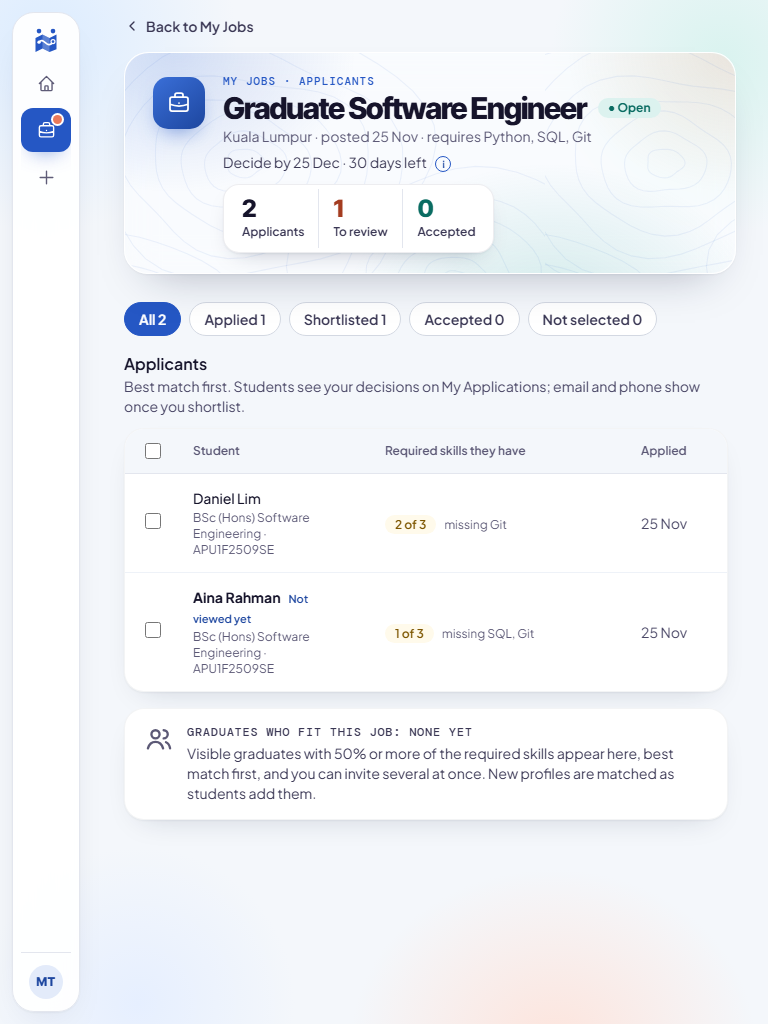 Back to My Jobs
MY JOBS · APPLICANTS
Graduate Software Engineer
• Open
Kuala Lumpur · posted 25 Nov · requires Python, SQL, Git
Decide by 25 Dec · 30 days left i
2 1 0
Applicants To review Accepted
All 2 Applied 1 Shortlisted 1 Accepted 0 Not selected 0
Applicants
Best match first. Students see your decisions on My Applications; email and phone show
once you shortlist.
Student Required skills they have Applied
Daniel Lim
BSc (Hons) Software
Engineering ·
APU1F2509SE
2 of 3 missing Git
25 Nov
Aina Rahman Not
viewed yet
BSc (Hons) Software
Engineering ·
APU1F2509SE
1 of 3 missing SQL, Git
25 Nov
GRADUATES WHO FIT THIS JOB: NONE YET
Visible graduates with 50% or more of the required skills appear here, best
match first, and you can invite several at once. New profiles are matched as
students add them.
MT